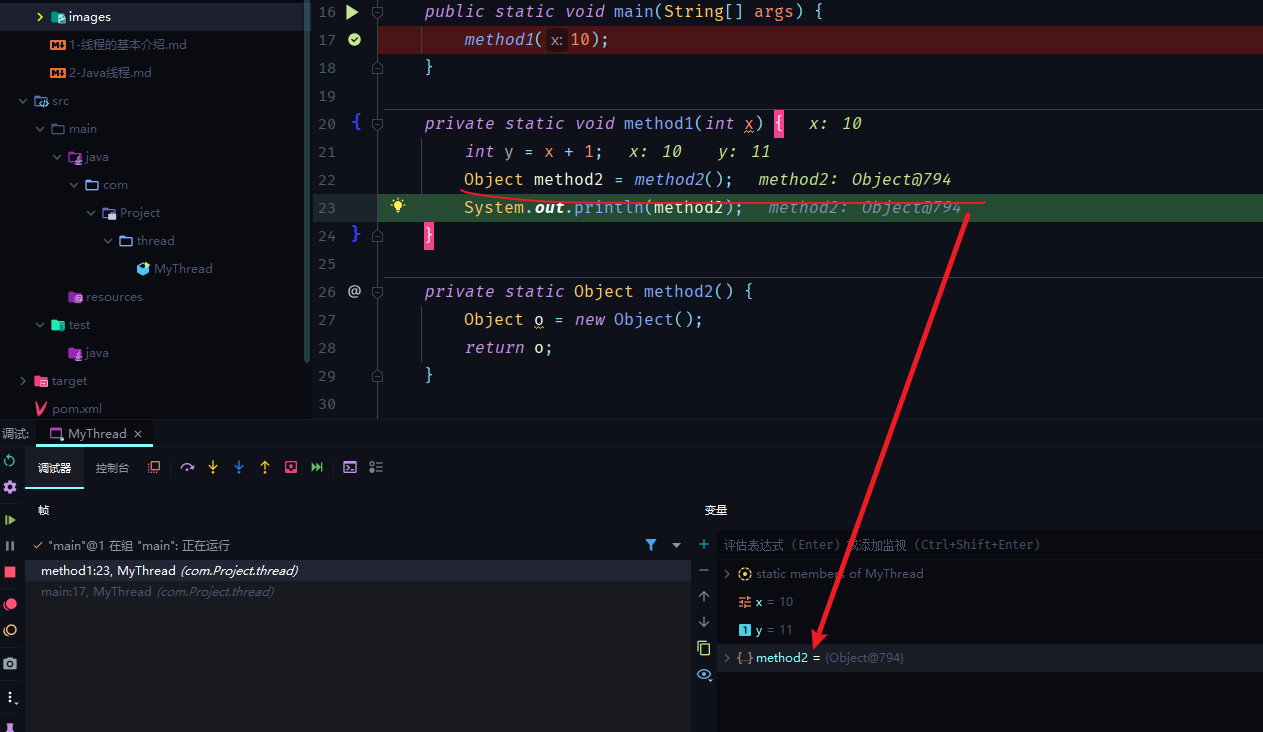 images
1-线程的基本介绍.md
2-Java线程.md
src
main
java
com
Project
thread
MyThread
resources
test
java
target
pom.xml
16 public static void main(String[] args) {
17 method1( x: 10);
18 }
19
20 private static void method1(int x) { x: 10
21 int y = x + 1; x: 10 y: 11
22 Object method2 = method2(); method2: Object@794
23 System.out.println(method2); method2: Object@794
24 }
25
26 @ private static Object method2() {
27 Object o = new Object();
28 return o;
29 }
30
调试: MyThread ×
调试器 控制台
帧
"main"@1 在组 "main": 正在运行
method1:23, MyThread (com.Project.thread)
main:17, MyThread (com.Project.thread)
变量
评估表达式 (Enter) 或添加监视 (Ctrl+Shift+Enter)
static members of MyThread
x = 10
1 y = 11
{..} method2 = {Object@794}